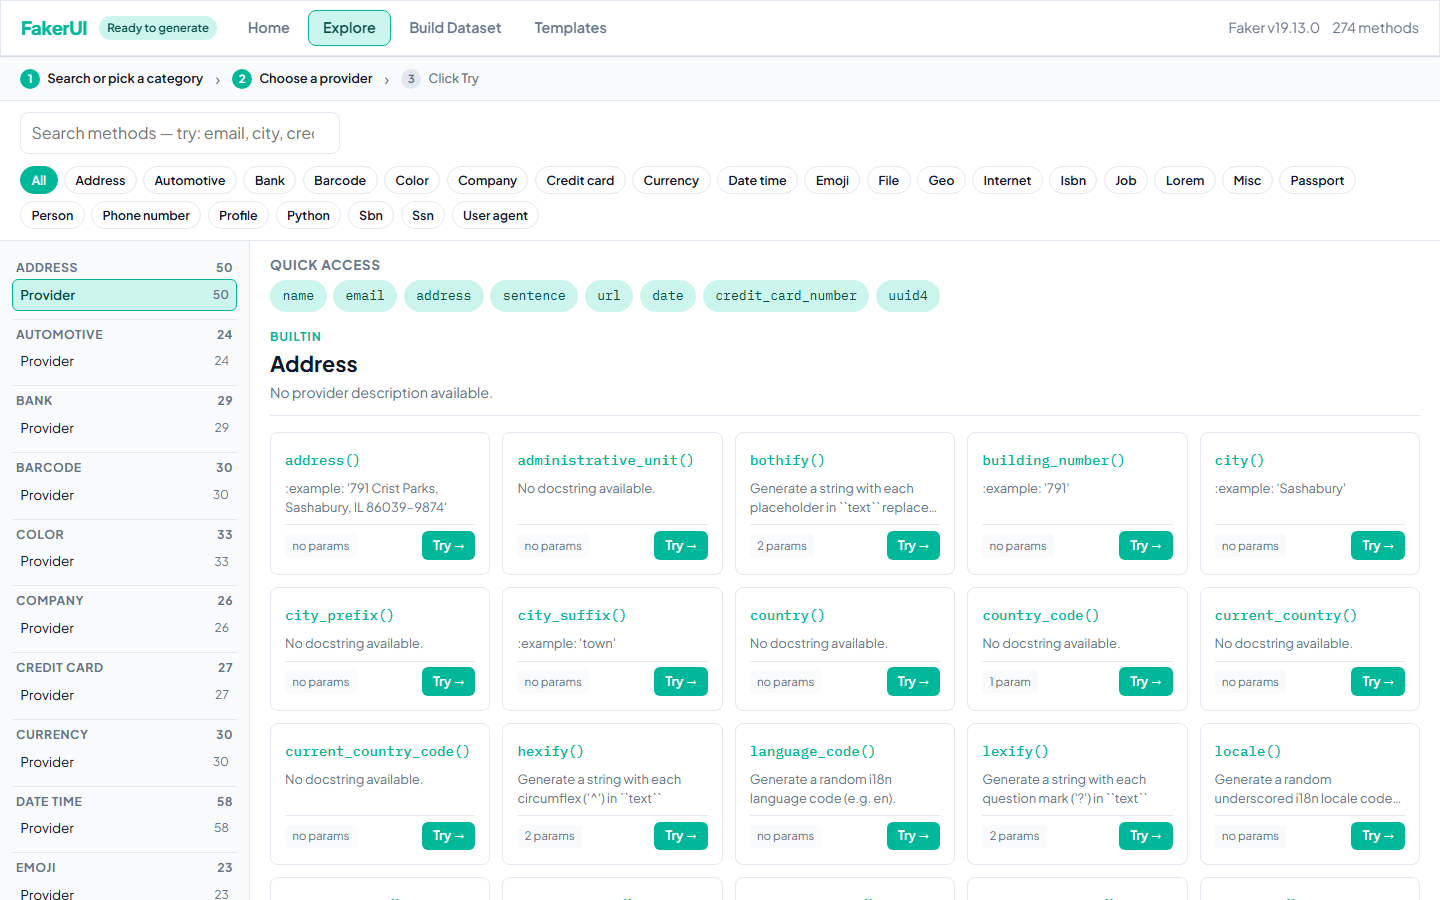 FakerUI Ready to generate Home Explore Build Dataset Templates Faker v19.13.0 274 methods
1 Search or pick a category › 2 Choose a provider › 3 Click Try
Search methods — try: email, city, cre
All Address Automotive Bank Barcode Color Company Credit card Currency Date time Emoji File Geo Internet Isbn Job Lorem Misc Passport
Person Phone number Profile Python Sbn Ssn User agent
ADDRESS 50
Provider 50
AUTOMOTIVE 24
Provider 24
BANK 29
Provider 29
BARCODE 30
Provider 30
COLOR 33
Provider 33
COMPANY 26
Provider 26
CREDIT CARD 27
Provider 27
CURRENCY 30
Provider 30
DATE TIME 58
Provider 58
EMOJI 23
Provider 23
QUICK ACCESS
name email address sentence url date credit_card_number uuid4
BUILTIN
Address
No provider description available.
address()
:example: '791 Crist Parks,
Sashabury, IL 86039-9874'
no params Try →
administrative_unit()
No docstring available.
no params Try →
bothify()
Generate a string with each
placeholder in ``text`` replace…
2 params Try →
building_number()
:example: '791'
no params Try →
city()
:example: 'Sashabury'
no params Try →
city_prefix()
No docstring available.
no params Try →
city_suffix()
:example: 'town'
no params Try →
country()
No docstring available.
no params Try →
country_code()
No docstring available.
1 param Try →
current_country()
No docstring available.
no params Try →
current_country_code()
No docstring available.
no params Try →
hexify()
Generate a string with each
circumflex ('^') in ``text``
2 params Try →
language_code()
Generate a random i18n
language code (e.g. en).
no params Try →
lexify()
Generate a string with each
question mark ('?') in ``text``
2 params Try →
locale()
Generate a random
underscored i18n locale code…
no params Try →